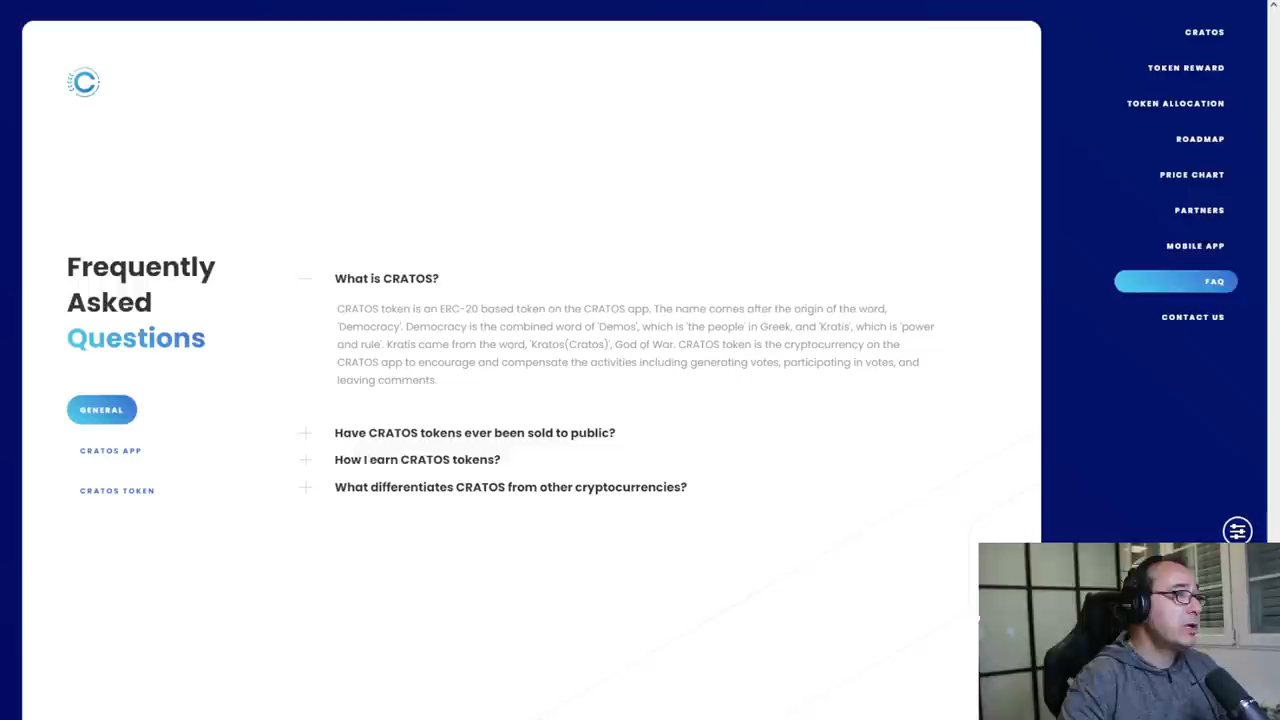 CRATOS
TOKEN REWARD
TOKEN ALLOCATION
ROADMAP
PRICE CHART
PARTNERS
MOBILE APP
FAQ
CONTACT US
C
Frequently
Asked
Questions
GENERAL
CRATOS APP
CRATOS TOKEN
What is CRATOS?
CRATOS token is an ERC-20 based token on the CRATOS app. The name comes after the origin of the word,
'Democracy'. Democracy is the combined word of 'Demos', which is 'the people' in Greek, and 'Kratis', which is 'power
and rule'. Kratis came from the word, 'Kratos(Cratos)', God of War. CRATOS token is the cryptocurrency on the
CRATOS app to encourage and compensate the activities including generating votes, participating in votes, and
leaving comments.
Have CRATOS tokens ever been sold to public?
How I earn CRATOS tokens?
What differentiates CRATOS from other cryptocurrencies?